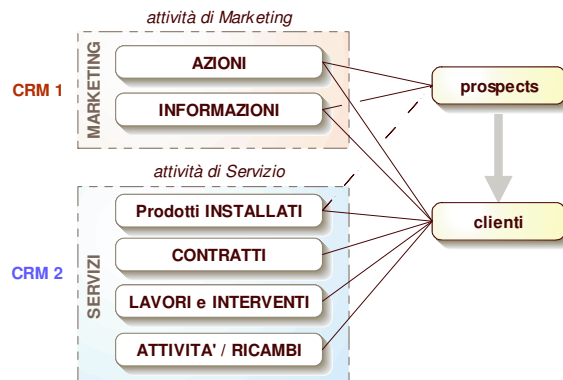 attività di Marketing
CRM 1
MARKETING
AZIONI
INFORMAZIONI
prospects
attività di Servizio
CRM 2
SERVIZI
Prodotti INSTALLATI
CONTRATTI
LAVORI e INTERVENTI
ATTIVITA' / RICAMBI
clienti